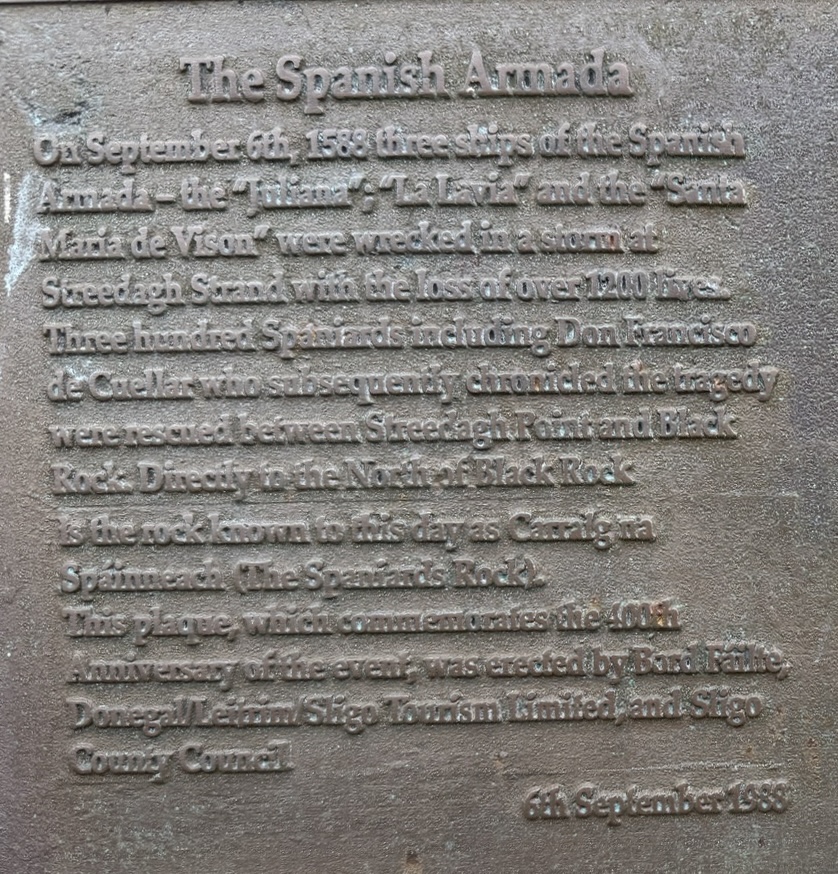 The Spanish Armada
On September 6th, 1588 three ships of the Spanish
Armada – the "Juliana"; "La Lavia" and the "Santa
Maria de Vison" were wrecked in a storm at
Streedagh Strand with the loss of over 1200 lives.
Three hundred Spaniards including Don Francisco
de Cuellar who subsequently chronicled the tragedy
were rescued between Streedagh Point and Black
Rock. Directly to the North of Black Rock
is the rock known to this day as Carraig na
Spáinneach (The Spaniards Rock).
This plaque, which commemorates the 400th
Anniversary of the event, was erected by Bord Fáilte,
Donegal/Leitrim/Sligo Tourism Limited, and Sligo
County Council
6th September 1988